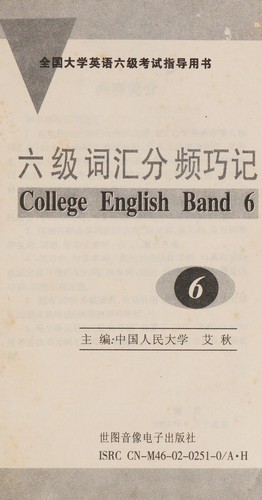 全国大学英语六级考试指导用书
六级词汇分频巧记
College English Band 6
6
主 编:中国人民大学 艾 秋
世图音像电子出版社
ISRC CN-M46-02-0251-0/A·H